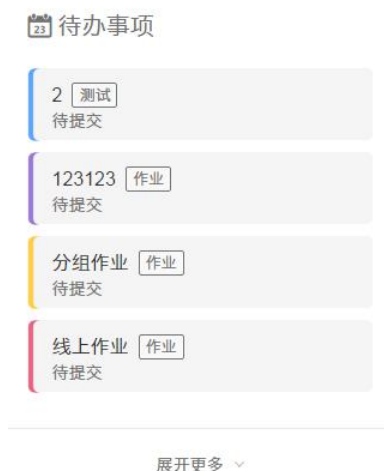 23 待办事项
2 测试
待提交
123123 作业
待提交
分组作业 作业
待提交
线上作业 作业
待提交
展开更多